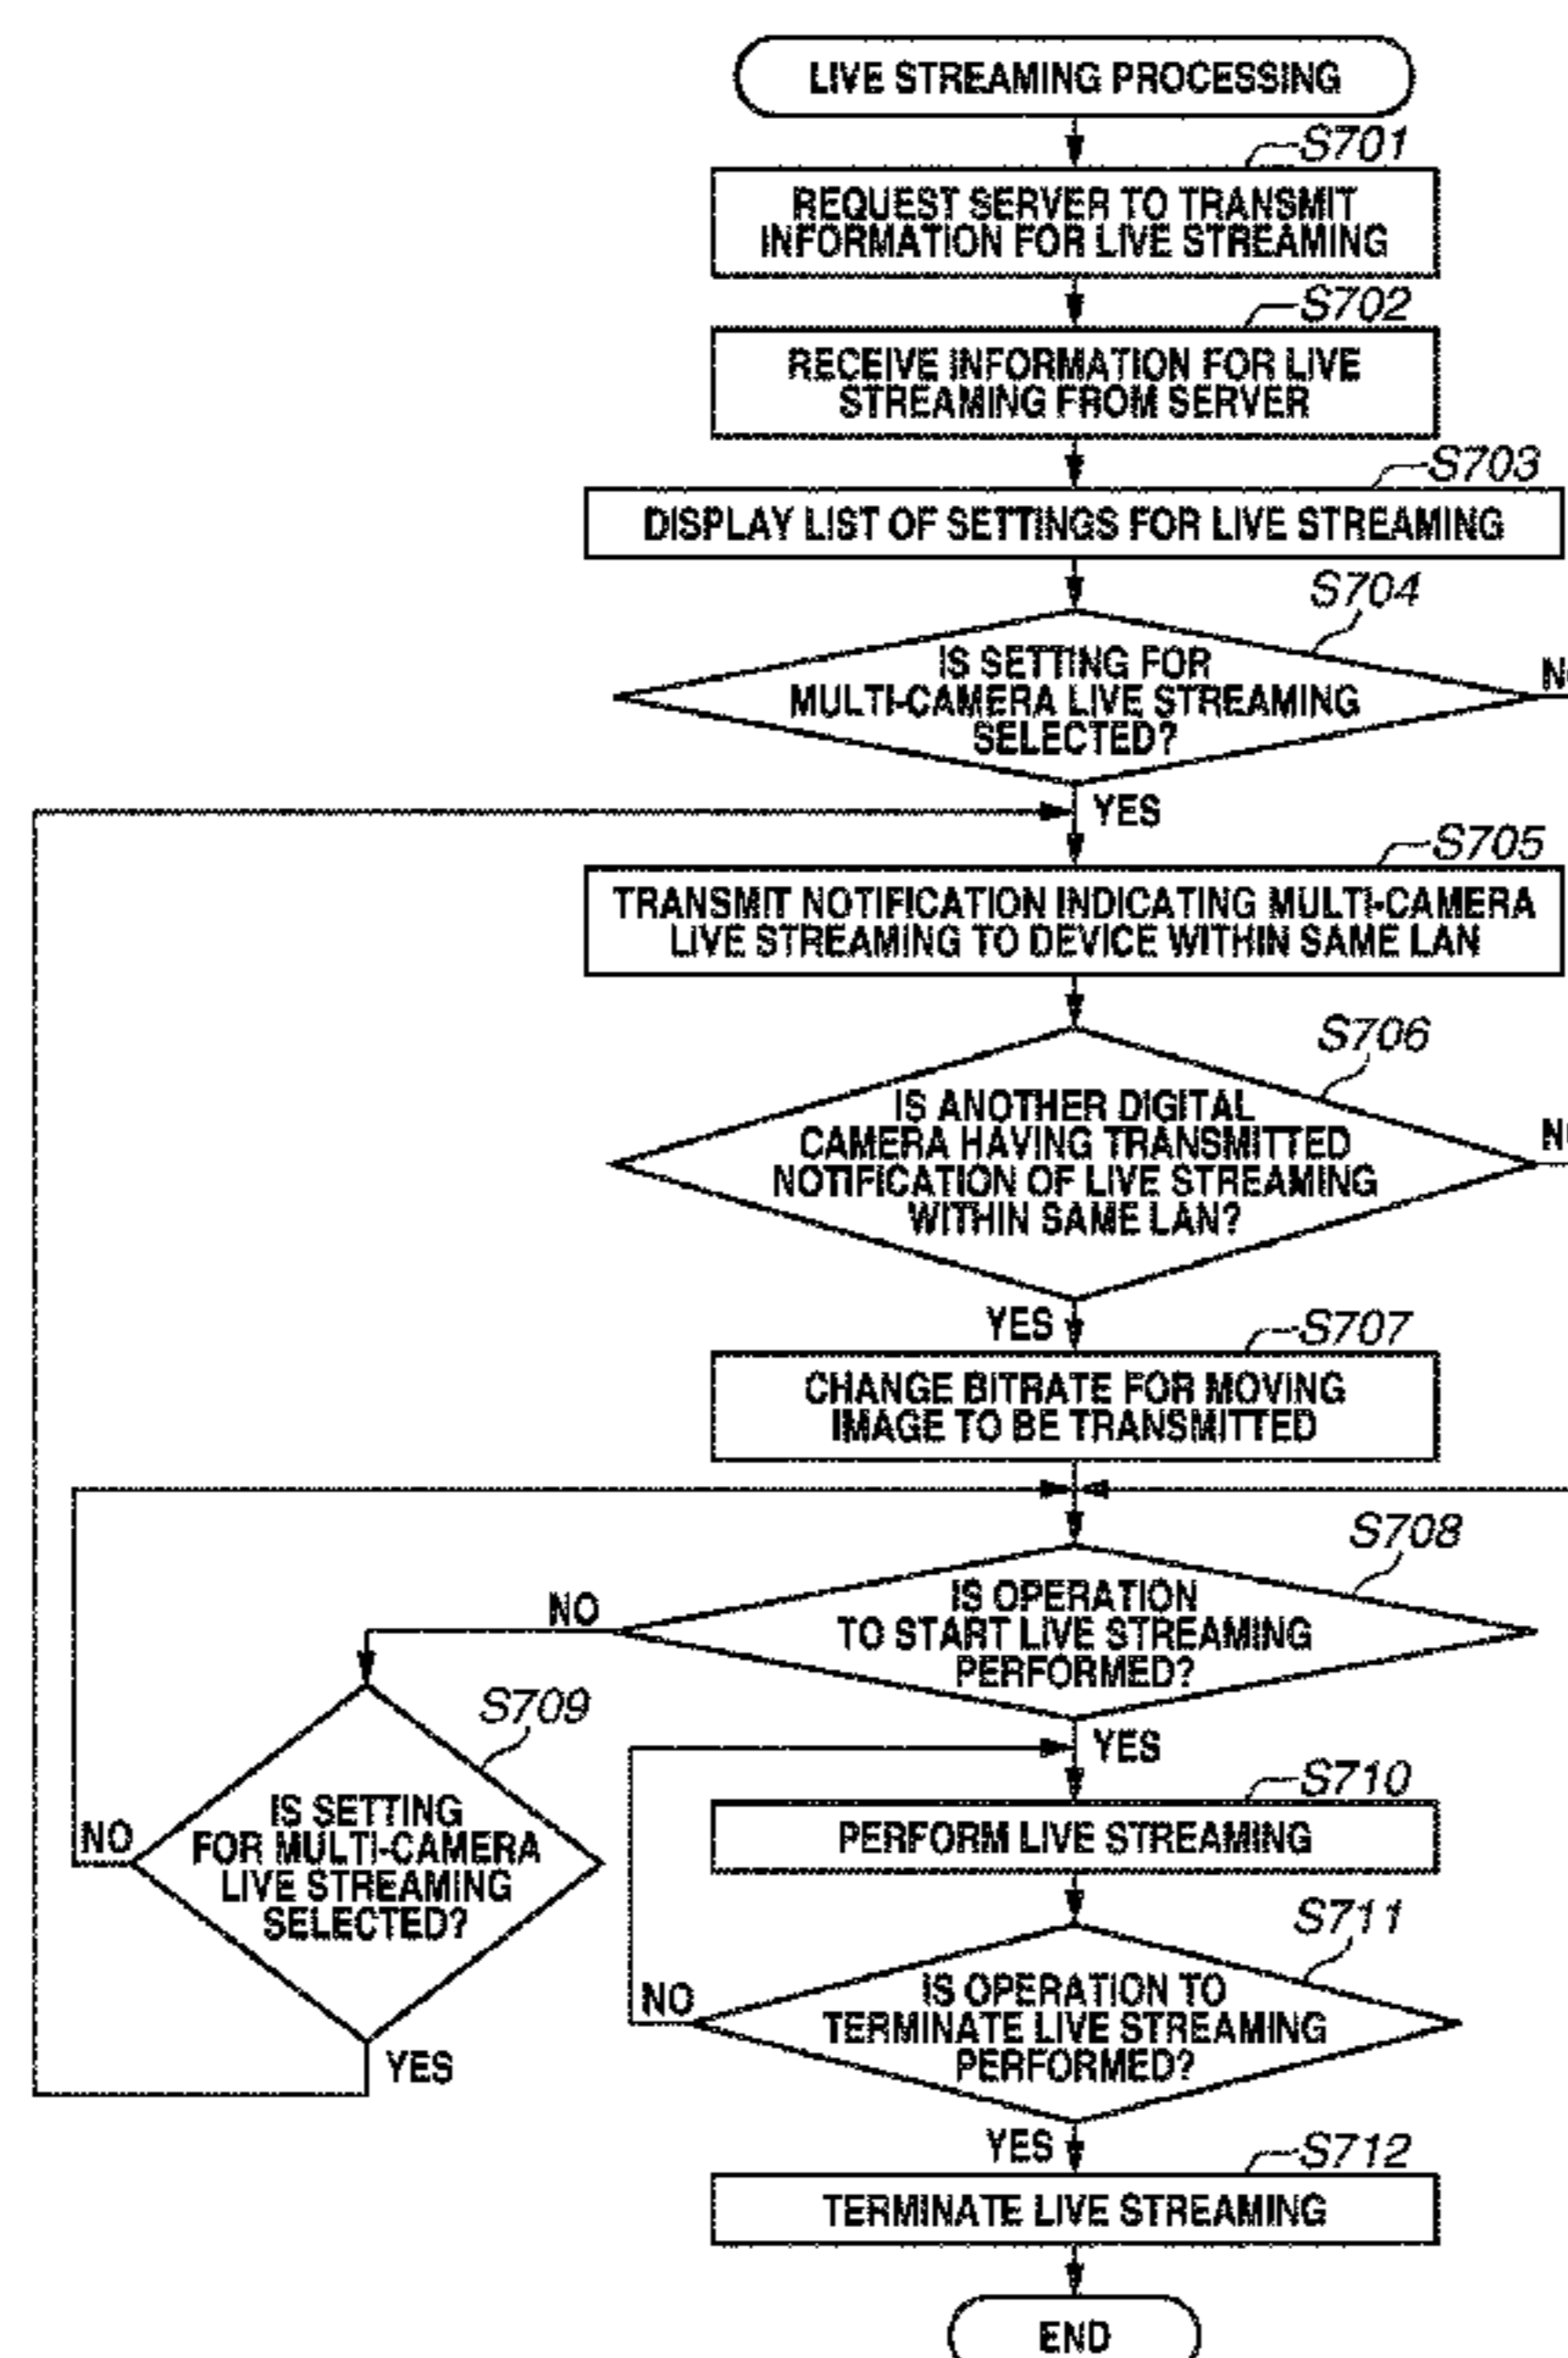 LIVE STREAMING PROCESSING
S701
REQUEST SERVER TO TRANSMIT
INFORMATION FOR LIVE STREAMING
S702
RECEIVE INFORMATION FOR LIVE
STREAMING FROM SERVER
S703
DISPLAY LIST OF SETTINGS FOR LIVE STREAMING
S704
IS SETTING FOR
MULTI-CAMERA LIVE STREAMING
SELECTED?
YES
S705
TRANSMIT NOTIFICATION INDICATING MULTI-CAMERA
LIVE STREAMING TO DEVICE WITHIN SAME LAN
S706
IS ANOTHER DIGITAL
CAMERA HAVING TRANSMITTED
NOTIFICATION OF LIVE STREAMING
WITHIN SAME LAN?
YES
S707
CHANGE BITRATE FOR MOVING
IMAGE TO BE TRANSMITTED
S708
IS OPERATION
TO START LIVE STREAMING
PERFORMED?
NO
YES
S709
IS SETTING
FOR MULTI-CAMERA
LIVE STREAMING
SELECTED?
NO
YES
S710
PERFORM LIVE STREAMING
S711
IS OPERATION TO
TERMINATE LIVE STREAMING
PERFORMED?
NO
YES
S712
TERMINATE LIVE STREAMING
END